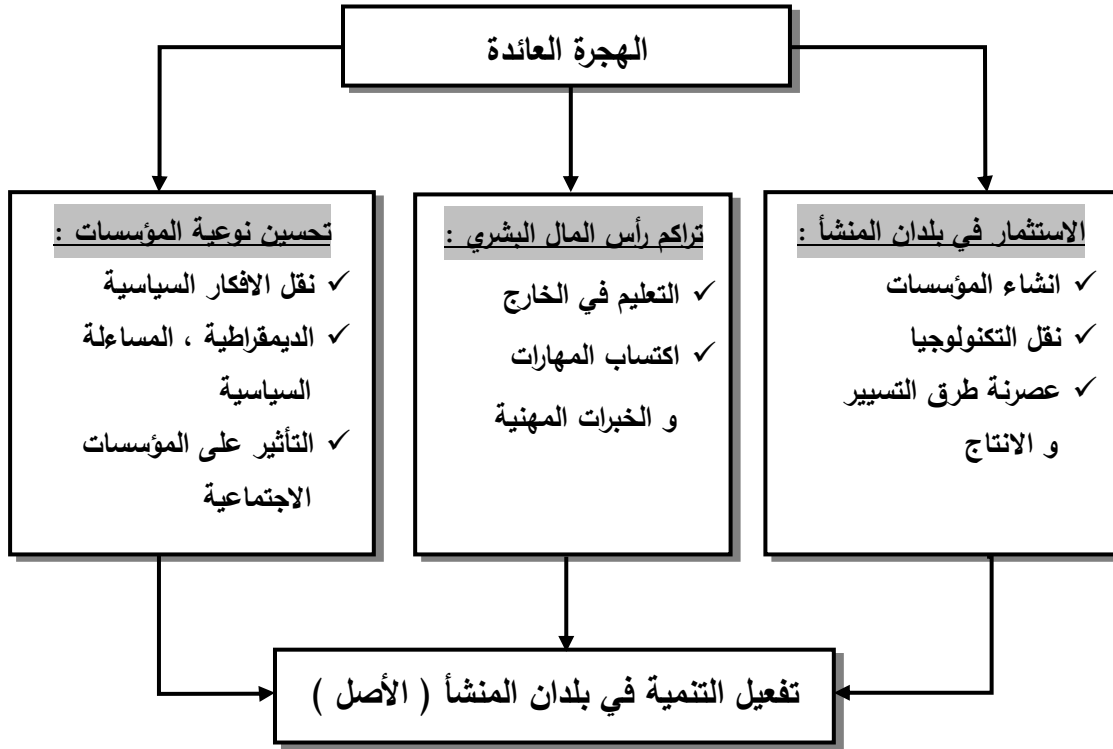 الهجرة العائدة
الاستثمار في بلدان المنشأ :
✓ انشاء المؤسسات
✓ نقل التكنولوجيا
✓ عصرنة طرق التسيير
و الانتاج
تراكم رأس المال البشري :
✓ التعليم في الخارج
✓ اكتساب المهارات
و الخبرات المهنية
تحسين نوعية المؤسسات :
✓ نقل الافكار السياسية
✓ الديمقراطية ، المساءلة
السياسية
✓ التأثير على المؤسسات
الاجتماعية
تفعيل التنمية في بلدان المنشأ ( الأصل )